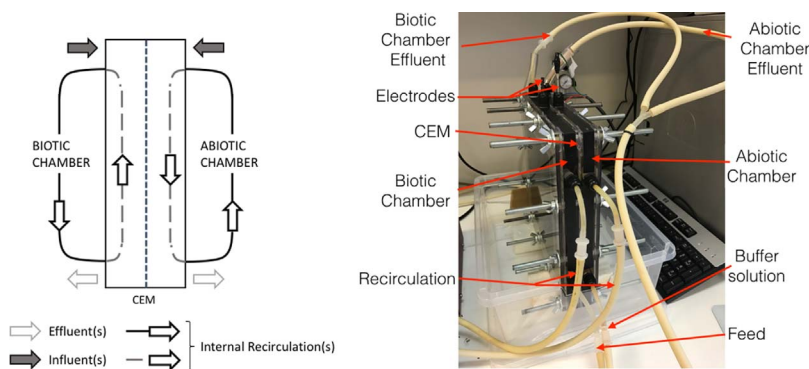 BIOTIC
CHAMBER
ABIOTIC
CHAMBER
CEM
Effluent(s)
Influent(s)
Internal Recirculation(s)
Biotic
Chamber
Effluent
Abiotic
Chamber
Effluent
Electrodes
CEM
Biotic
Chamber
Abiotic
Chamber
Recirculation
Buffer
solution
Feed